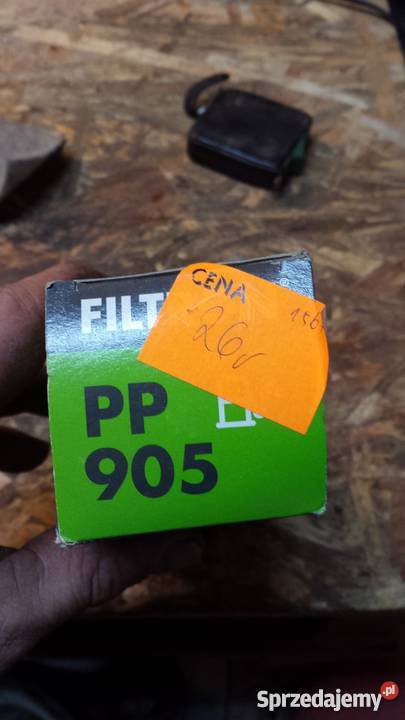 CENA
26
FILT
PP
905
Sprzedajemy.pl